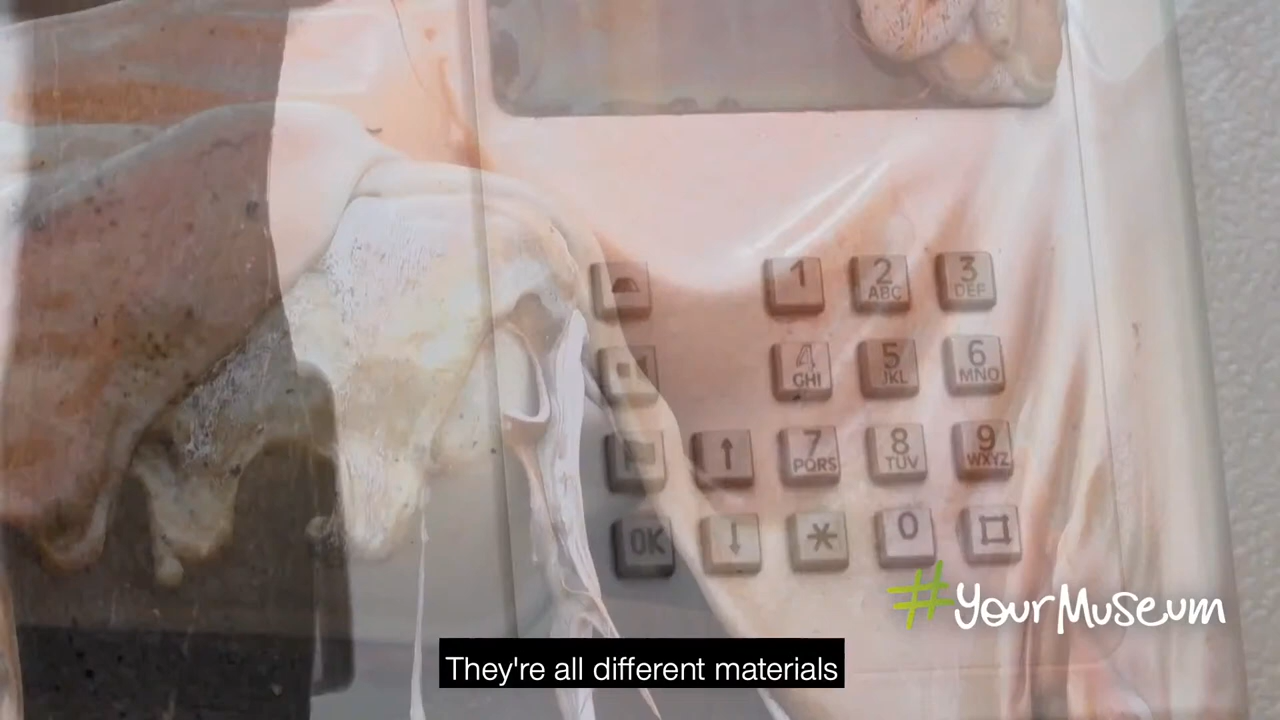 1 2 3
ABC DEF
4 5 6
GHI JKL MNO
7 8 9
PQRS TUV WXYZ
OK * 0
#YourMuseum
They're all different materials